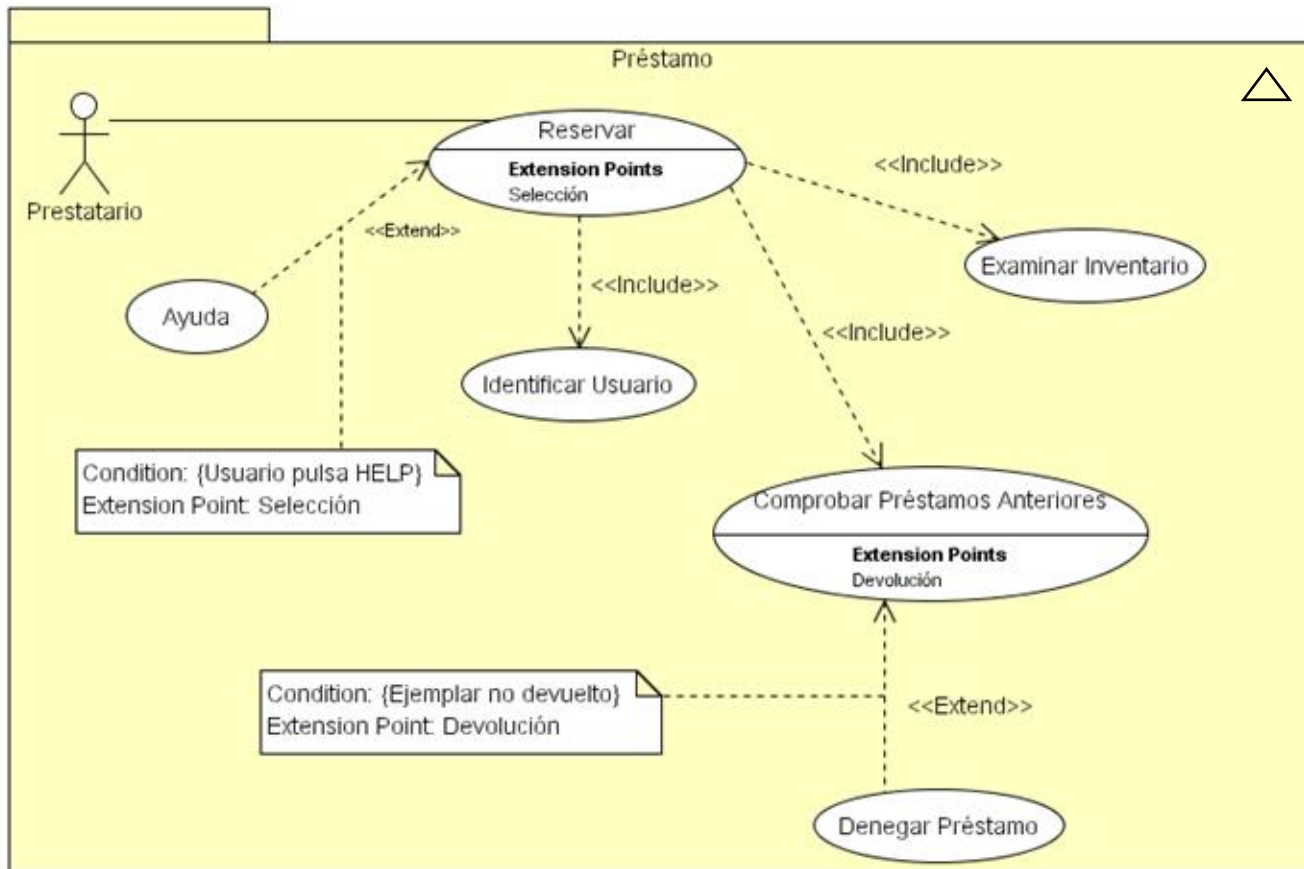 Préstamo
Prestatario
Reservar
Extension Points
Selección
<<Include>>
Examinar Inventario
<<Extend>>
Ayuda
<<Include>>
Identificar Usuario
<<Include>>
Condition: {Usuario pulsa HELP}
Extension Point: Selección
Comprobar Préstamos Anteriores
Extension Points
Devolución
Condition: {Ejemplar no devuelto}
Extension Point: Devolución
<<Extend>>
Denegar Préstamo